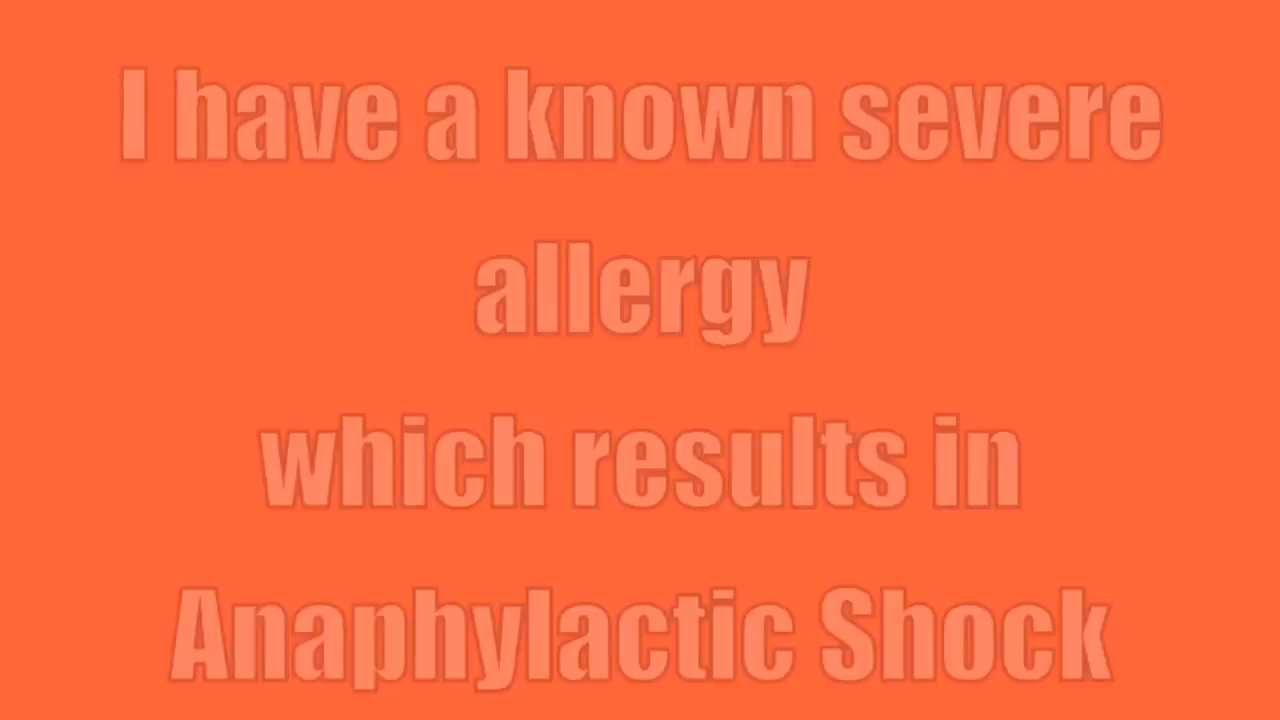 I have a known severe
allergy
which results in
Anaphylactic Shock